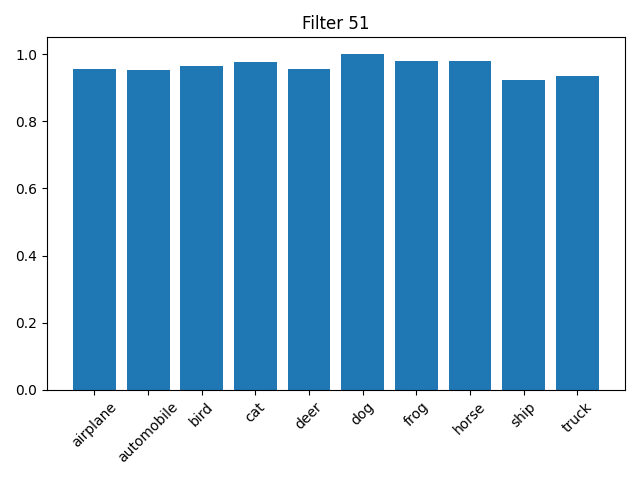 Filter 51
1.0
0.8
0.6
0.4
0.2
0.0
airplane
automobile
bird
cat
deer
dog
frog
horse
ship
truck